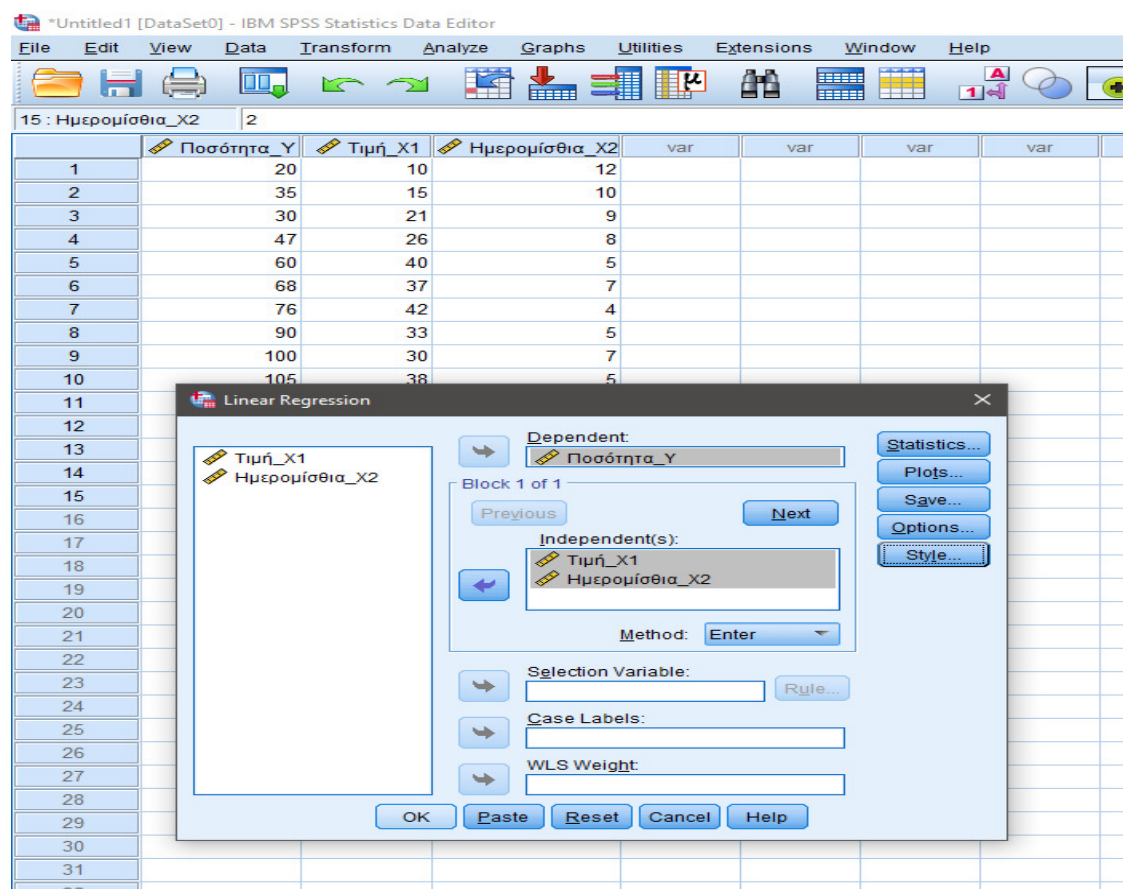 *Untitled1 [DataSet0] - IBM SPSS Statistics Data Editor
File Edit View Data Transform Analyze Graphs Utilities Extensions Window Help
μ A 1
15 : Ημερομίσθια_X2 2
Ποσότητα_Y Τιμή_X1 Ημερομίσθια_X2 var var var var
1 20 10 12
2 35 15 10
3 30 21 9
4 47 26 8
5 60 40 5
6 68 37 7
7 76 42 4
8 90 33 5
9 100 30 7
10 105 38 5
11
12
13
14
15
16
17
18
19
20
21
22
23
24
25
26
27
28
29
30
31
Linear Regression
Τιμή_X1
Ημερομίσθια_X2
Dependent:
Ποσότητα_Y
Block 1 of 1
Previous Next
Independent(s):
Τιμή_X1
Ημερομίσθια_X2
Method: Enter
Selection Variable:
Rule...
Case Labels:
WLS Weight:
Statistics...
Plots...
Save...
Options...
Style...
OK Paste Reset Cancel Help